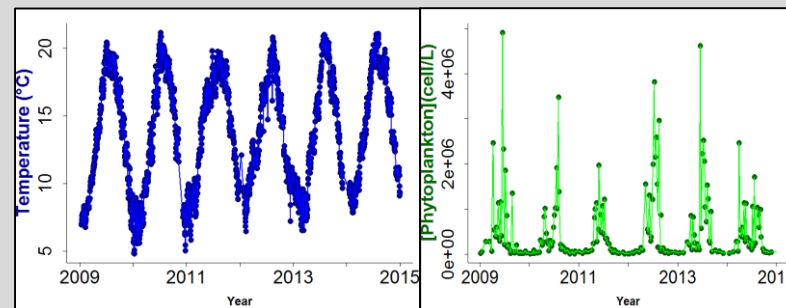 Temperature (°C)
20
15
10
5
2009
2011
2013
2015
Year
[Phytoplankton](cell/L)
4e+06
2e+06
0e+00
2009
2011
2013
201
Year